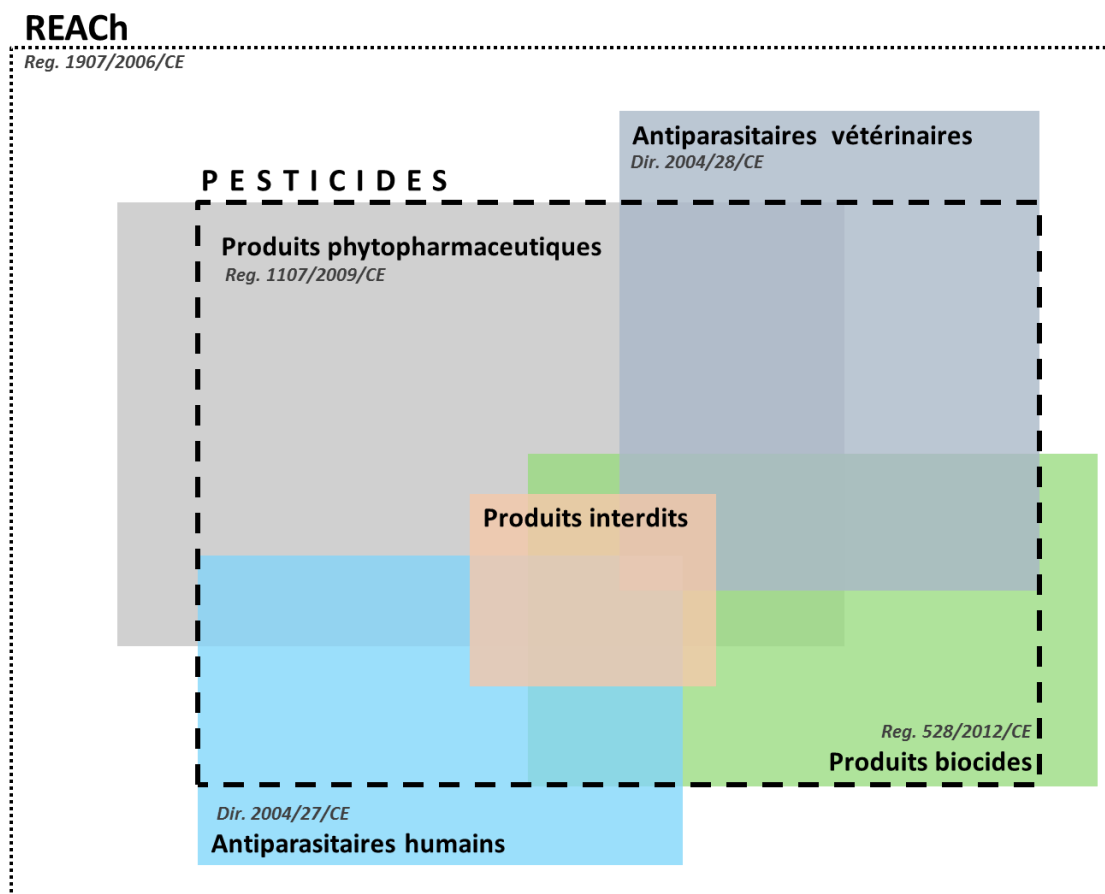 REACh
Reg. 1907/2006/CE
Antiparasitaires vétérinaires
Dir. 2004/28/CE
PESTICIDES
Produits phytopharmaceutiques
Reg. 1107/2009/CE
Produits interdits
Reg. 528/2012/CE
Produits biocides
Dir. 2004/27/CE
Antiparasitaires humains